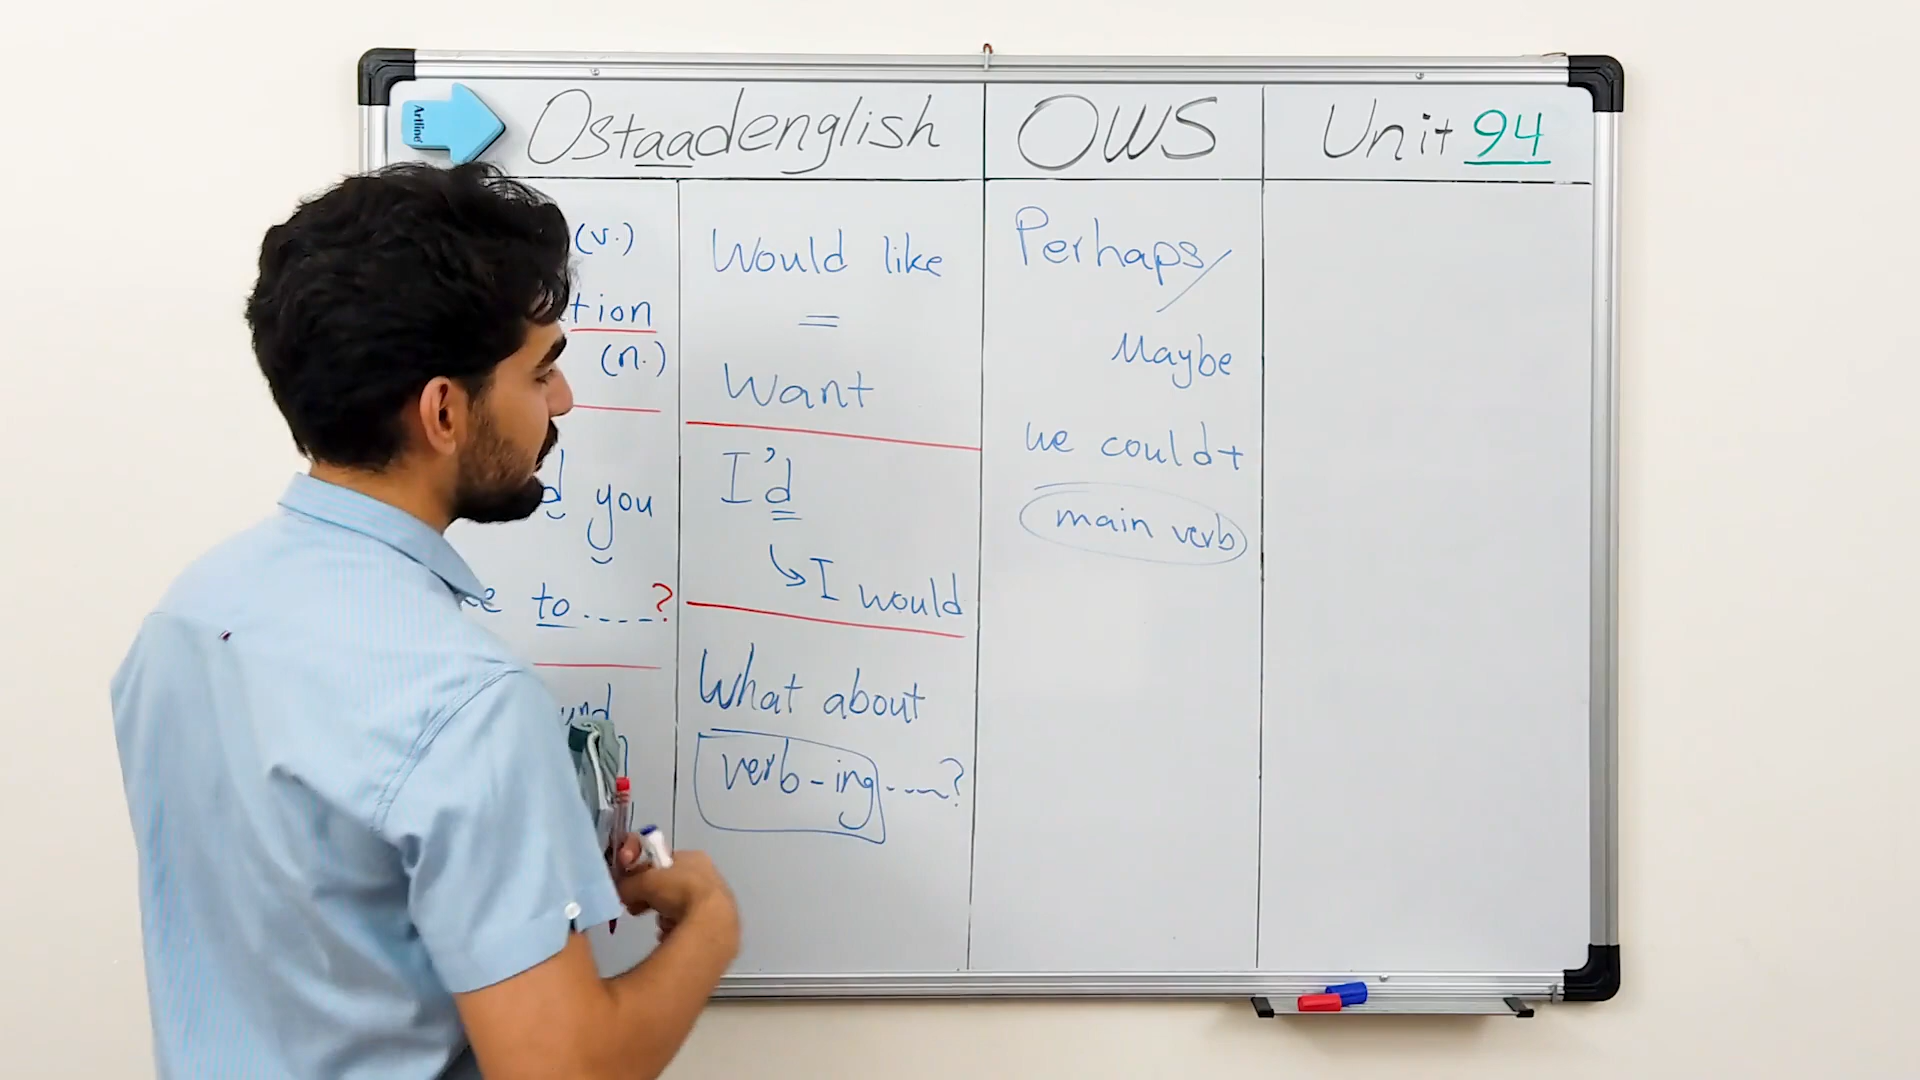 Artline
Ostaadenglish
OWS
Unit 94
(v.)
tion
(n.)
d you
to ....?
und
Would like
=
Want
I'd
↳ I would
What about
verb-ing ....?
Perhaps/
Maybe
we could+
main verb